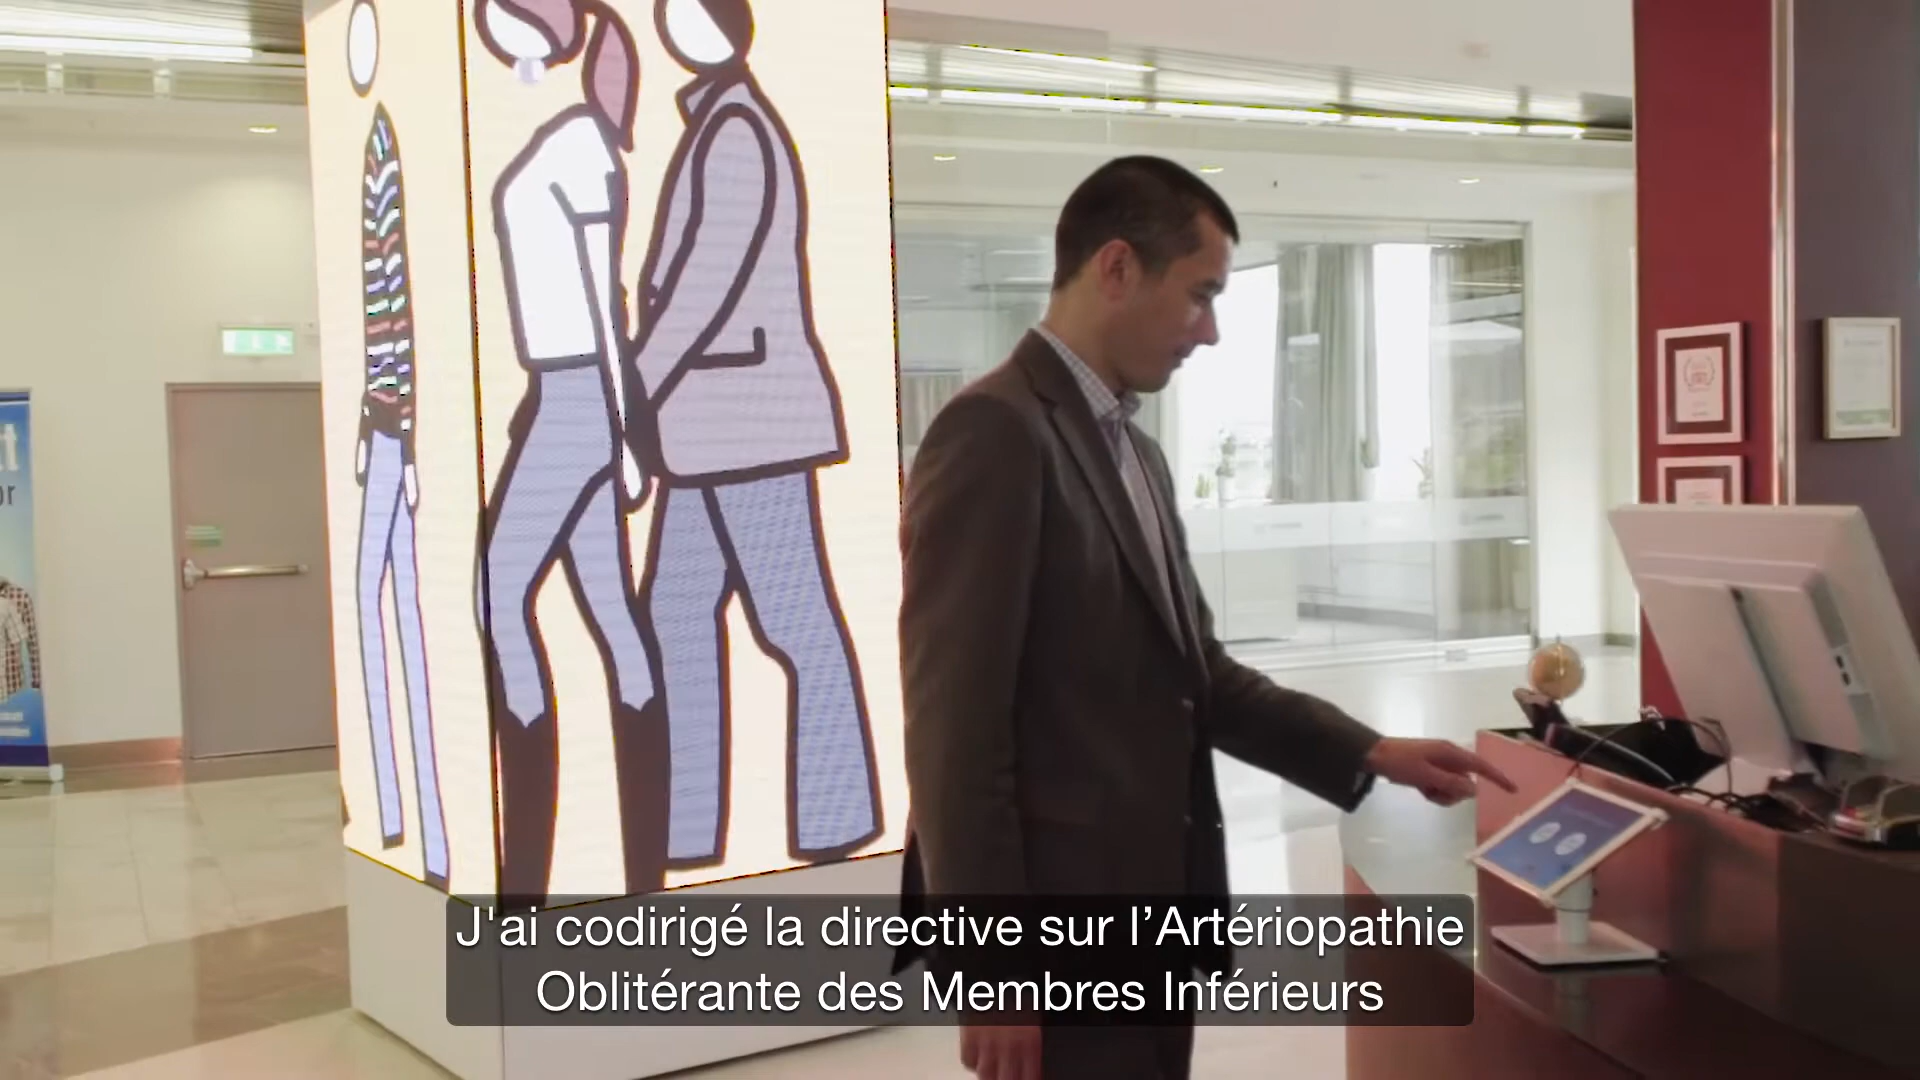 J'ai codirigé la directive sur l’Artériopathie
Oblitérante des Membres Inférieurs